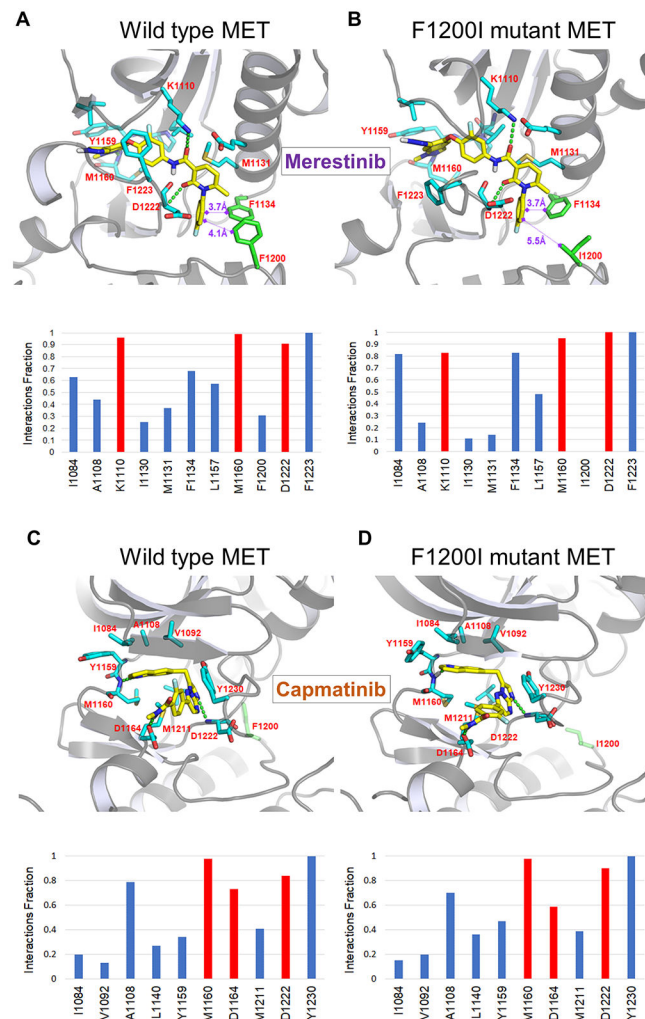 A
Wild type MET
B
F1200I mutant MET
K1110
Y1159
M1160
F1223
D1222
M1131
F1134
3.7Å
4.1Å
F1200
Merestinib
K1110
Y1159
M1160
F1223
D1222
M1131
F1134
3.7Å
5.5Å
I1200
Interactions Fraction
1
0.9
0.8
0.7
0.6
0.5
0.4
0.3
0.2
0.1
0
I1084
A1108
K1110
I1130
M1131
F1134
L1157
M1160
F1200
D1222
F1223
Interactions Fraction
1
0.9
0.8
0.7
0.6
0.5
0.4
0.3
0.2
0.1
0
I1084
A1108
K1110
I1130
M1131
F1134
L1157
M1160
I1200
D1222
F1223
C
Wild type MET
D
F1200I mutant MET
I1084
A1108
V1092
Y1159
M1160
Y1230
M1211
D1222
D1164
F1200
Capmatinib
I1084
A1108
V1092
Y1159
M1160
Y1230
M1211
D1222
D1164
I1200
Interactions Fraction
1
0.8
0.6
0.4
0.2
0
I1084
V1092
A1108
L1140
Y1159
M1160
D1164
M1211
D1222
Y1230
Interactions Fraction
1
0.8
0.6
0.4
0.2
0
I1084
V1092
A1108
L1140
Y1159
M1160
D1164
M1211
D1222
Y1230